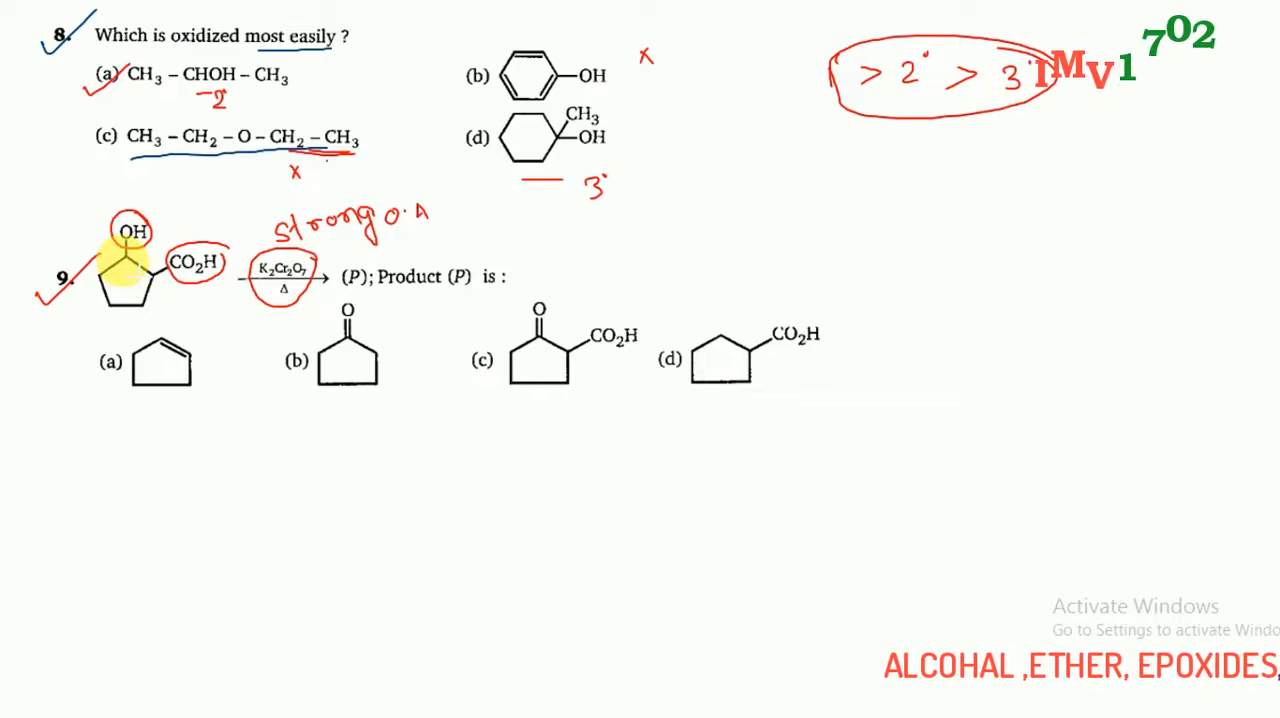 8. Which is oxidized most easily ?
(a) CH₃ – CHOH – CH₃
2
(b) –OH
x
(c) CH₃ – CH₂ – O – CH₂ – CH₃
x
(d) CH₃
–OH
3°
> 2° > 3°
IMV1 702
Strong O.A
OH
CO₂H
9. K₂Cr₂O₇
Δ
(P); Product (P) is :
(a)
(b) O
(c) O
CO₂H
(d) CO₂H
Activate Windows
Go to Settings to activate Windo
ALCOHAL ,ETHER, EPOXIDES,